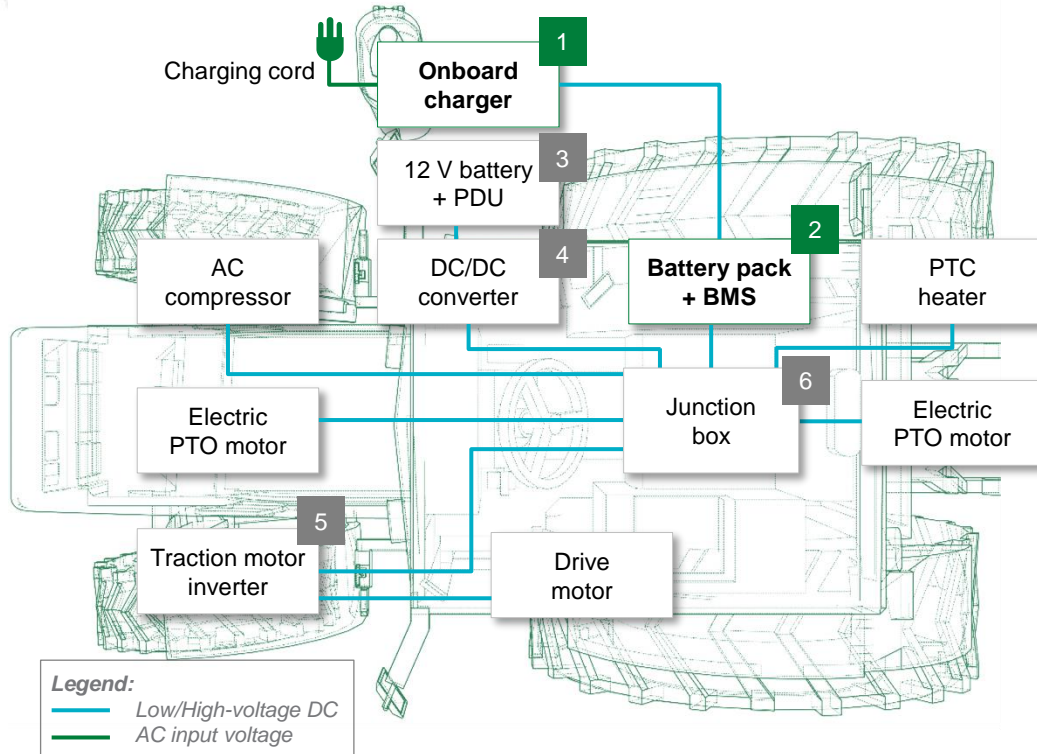 1
Charging cord
Onboard
charger
3
12 V battery
+ PDU
2
AC
compressor
4
DC/DC
converter
Battery pack
+ BMS
PTC
heater
6
Electric
PTO motor
Junction
box
Electric
PTO motor
5
Traction motor
inverter
Drive
motor
Legend:
Low/High-voltage DC
AC input voltage